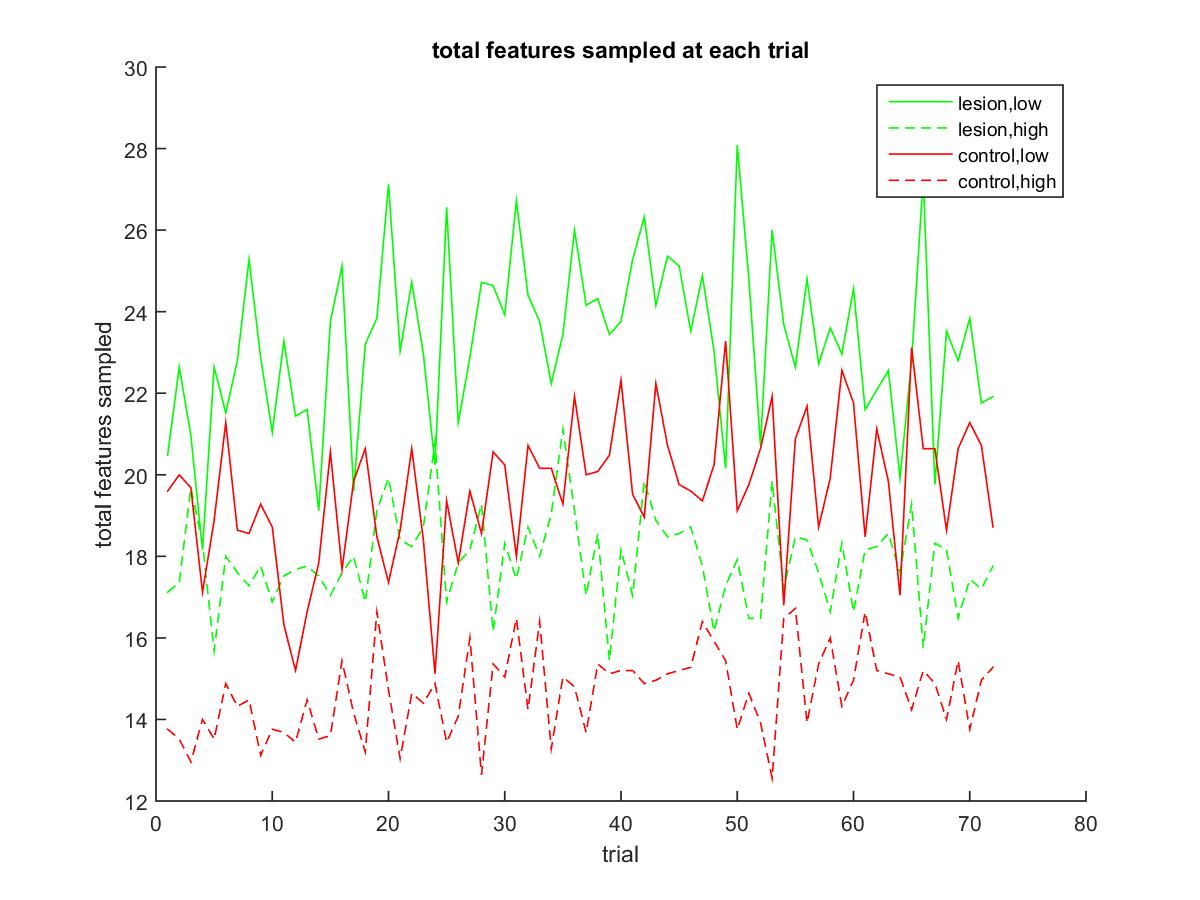 total features sampled at each trial
30
28
26
24
22
20
18
16
14
12
total features sampled
0
10
20
30
40
50
60
70
80
trial
lesion,low
lesion,high
control,low
control,high